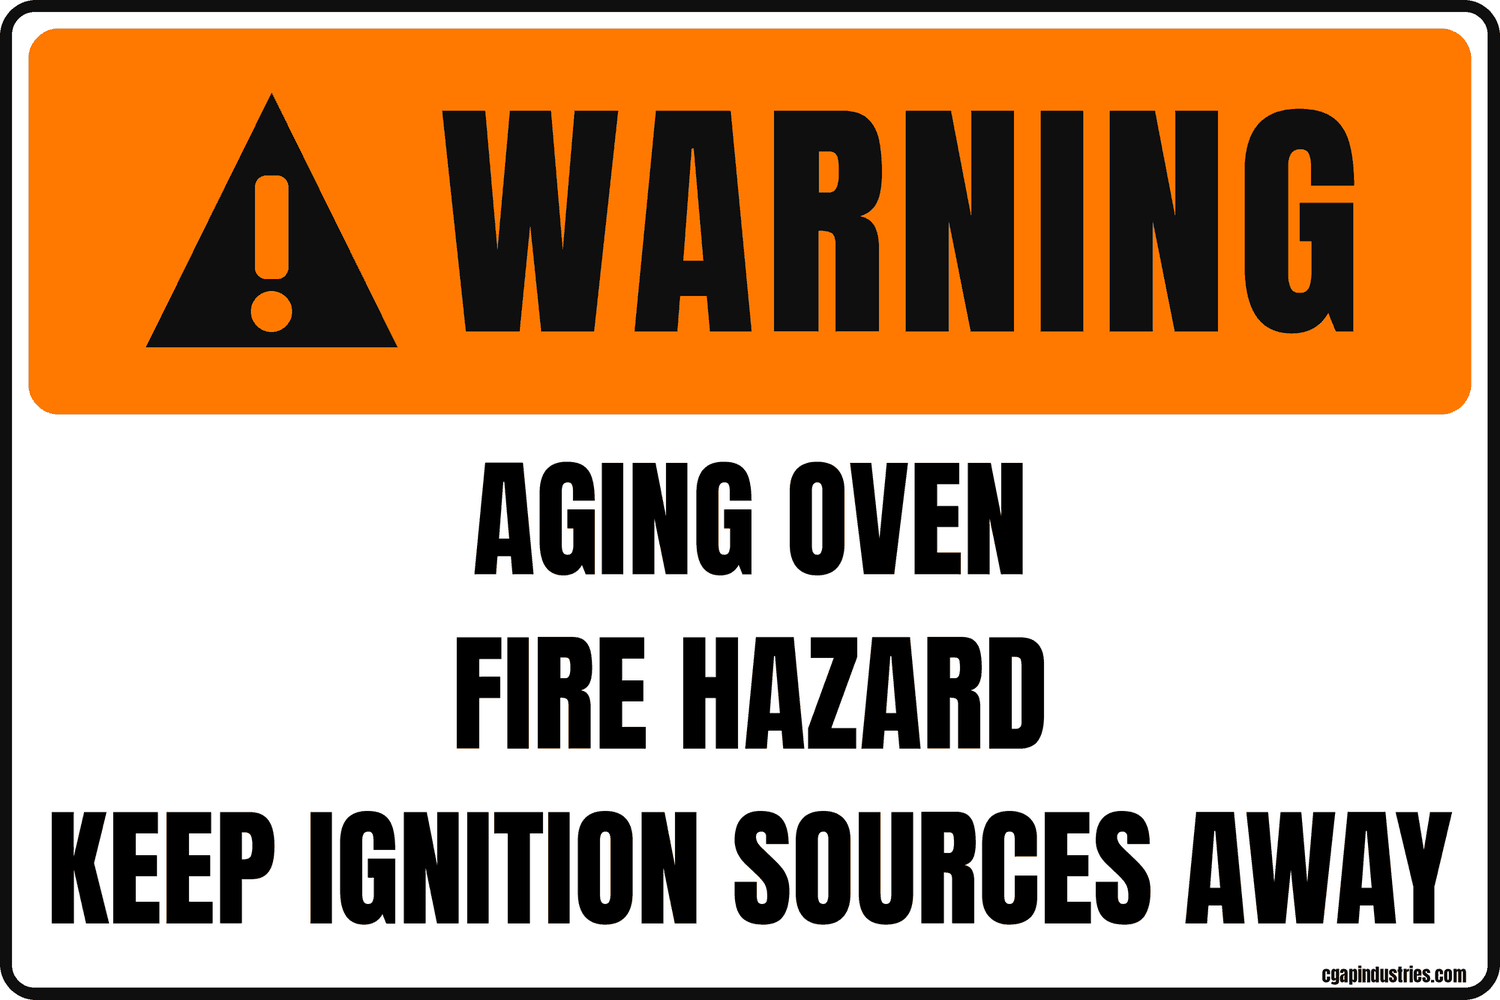 WARNING
AGING OVEN
FIRE HAZARD
KEEP IGNITION SOURCES AWAY
cgapindustries.com